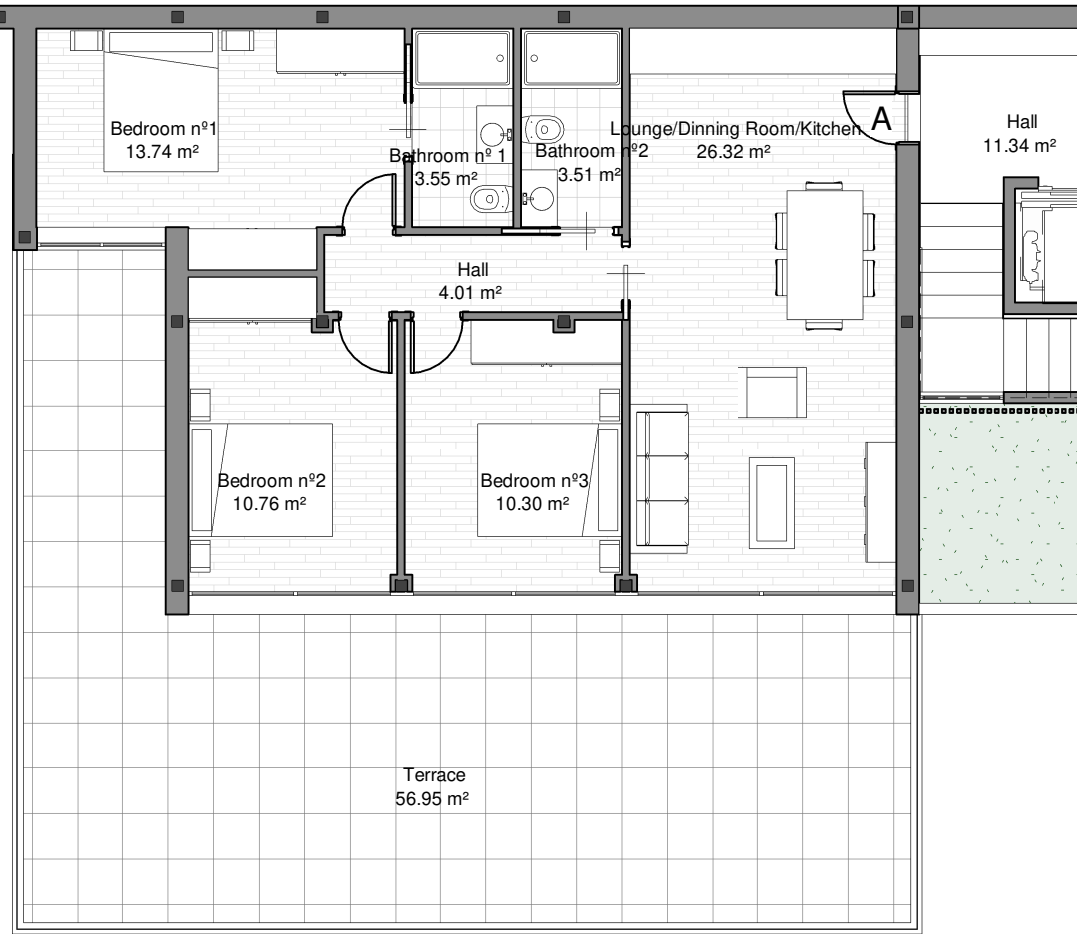 Bedroom nº1
13.74 m²
Bathroom nº 1
3.55 m²
Bathroom nº2
3.51 m²
Lounge/Dinning Room/Kitchen
26.32 m²
A
Hall
11.34 m²
Hall
4.01 m²
Bedroom nº2
10.76 m²
Bedroom nº3
10.30 m²
Terrace
56.95 m²